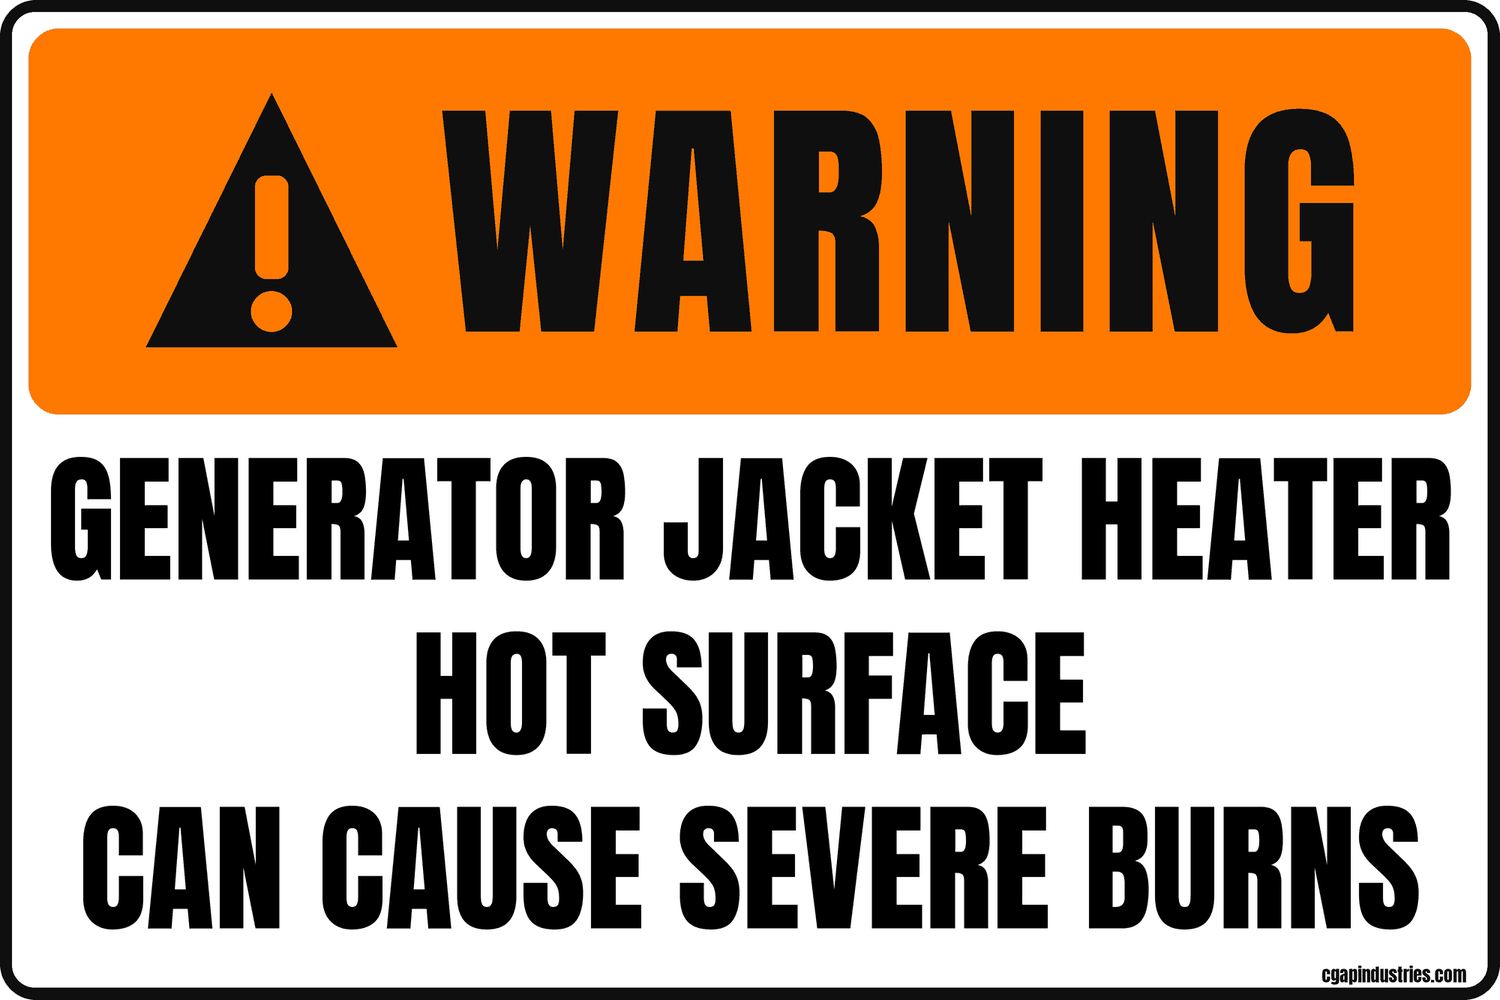 WARNING
GENERATOR JACKET HEATER
HOT SURFACE
CAN CAUSE SEVERE BURNS
cgapindustries.com